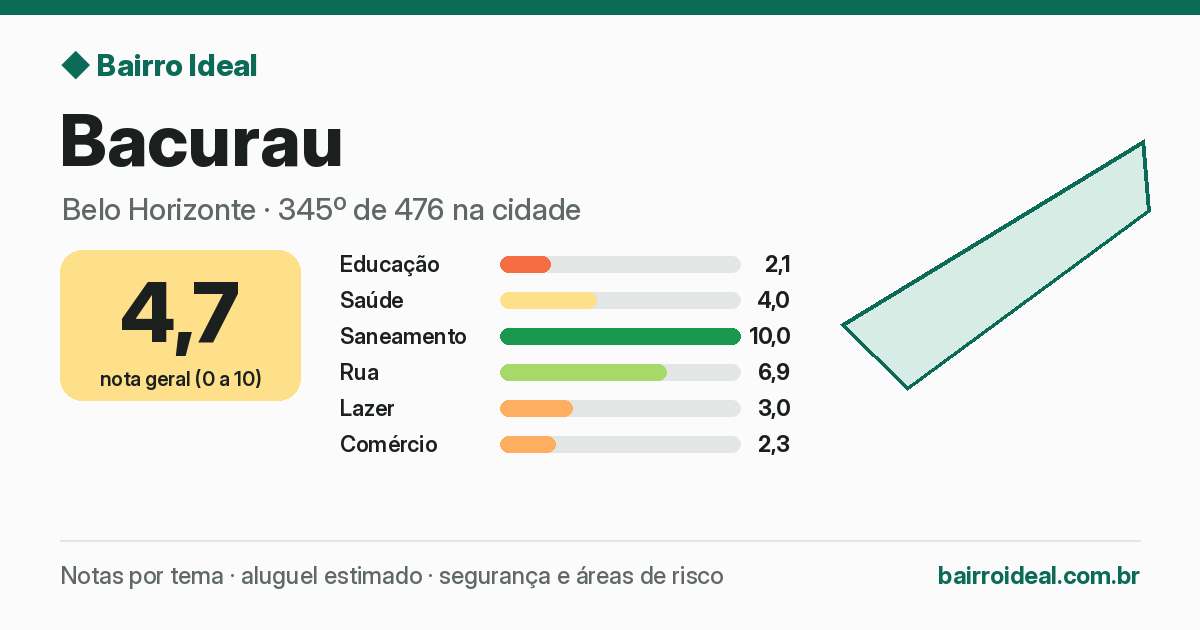 Bairro Ideal
Bacurau
Belo Horizonte · 345º de 476 na cidade
4,7
nota geral (0 a 10)
Educação 2,1
Saúde 4,0
Saneamento 10,0
Rua 6,9
Lazer 3,0
Comércio 2,3
Notas por tema · aluguel estimado · segurança e áreas de risco
bairroideal.com.br